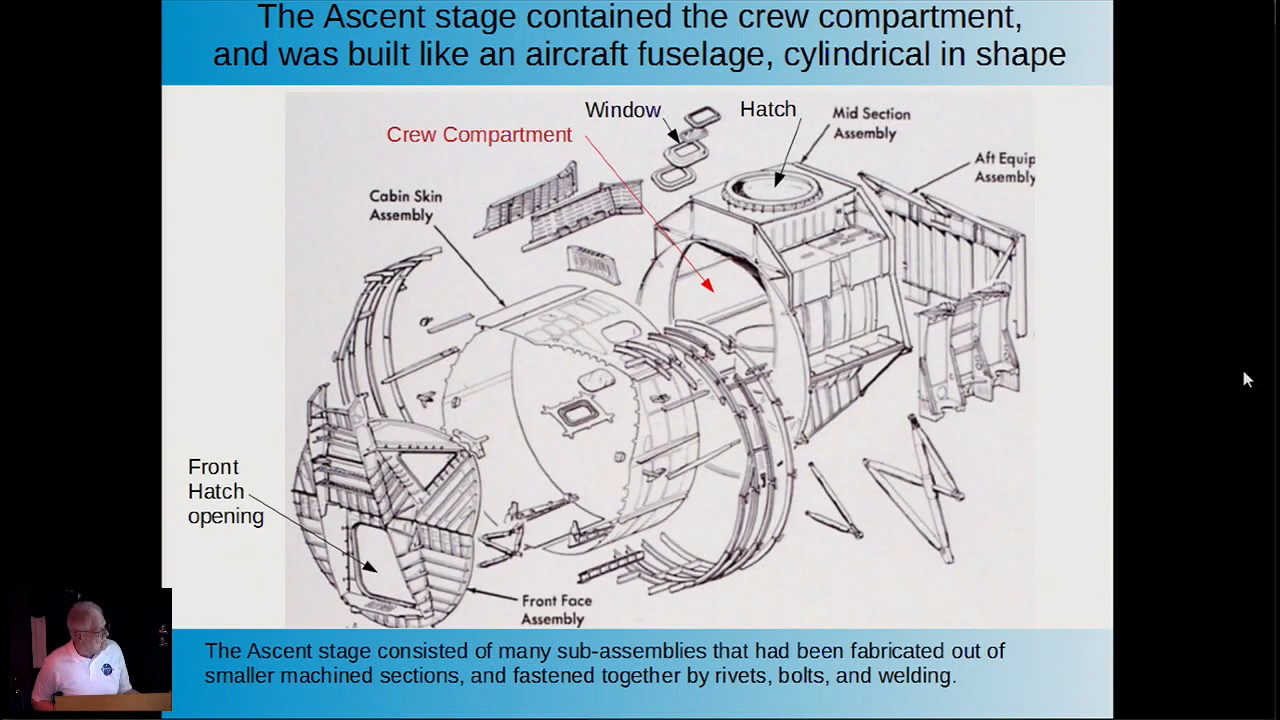 The Ascent stage contained the crew compartment,
and was built like an aircraft fuselage, cylindrical in shape
Window
Hatch
Mid Section
Assembly
Crew Compartment
Aft Equip
Assembly
Cabin Skin
Assembly
Front
Hatch
opening
Front Face
Assembly
The Ascent stage consisted of many sub-assemblies that had been fabricated out of
smaller machined sections, and fastened together by rivets, bolts, and welding.